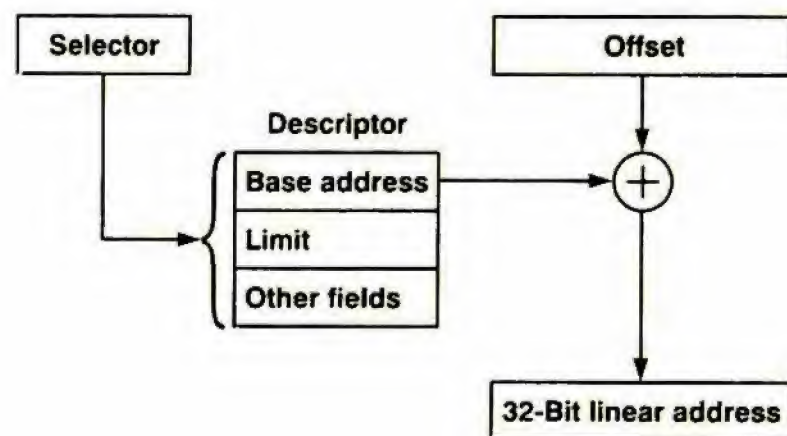 Selector
Offset
Descriptor
Base address
+
Limit
Other fields
32-Bit linear address